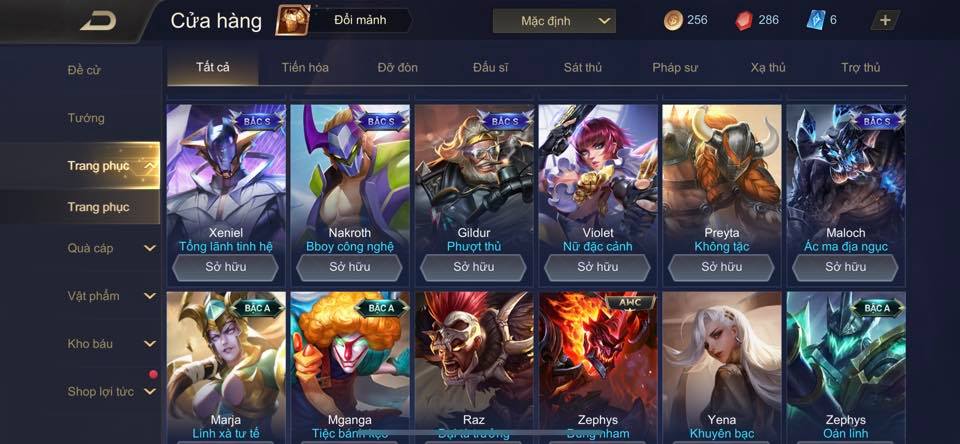 Cửa hàng
Đổi mảnh
Mặc định
256
286
6
Đề cử
Tướng
Trang phục
Trang phục
Quà cáp
Vật phẩm
Kho báu
Shop lợi tức
Tất cả
Tiến hóa
Đỡ đòn
Đấu sĩ
Sát thủ
Pháp sư
Xạ thủ
Trợ thủ
BẬC S
Xeniel
Tổng lãnh tinh hệ
Sở hữu
BẬC S
Nakroth
Bboy công nghệ
Sở hữu
BẬC S
Gildur
Phượt thủ
Sở hữu
Violet
Nữ đặc cảnh
Sở hữu
Preyta
Không tặc
Sở hữu
BẬC S
Maloch
Ác ma địa ngục
Sở hữu
BẬC A
Marja
Linh xà tư tế
BẬC A
Mganga
Tiệc bánh kẹo
Raz
AWC
Zephys
Dung nham
Yena
Khuyên bạc
BẬC A
Zephys
Oán linh